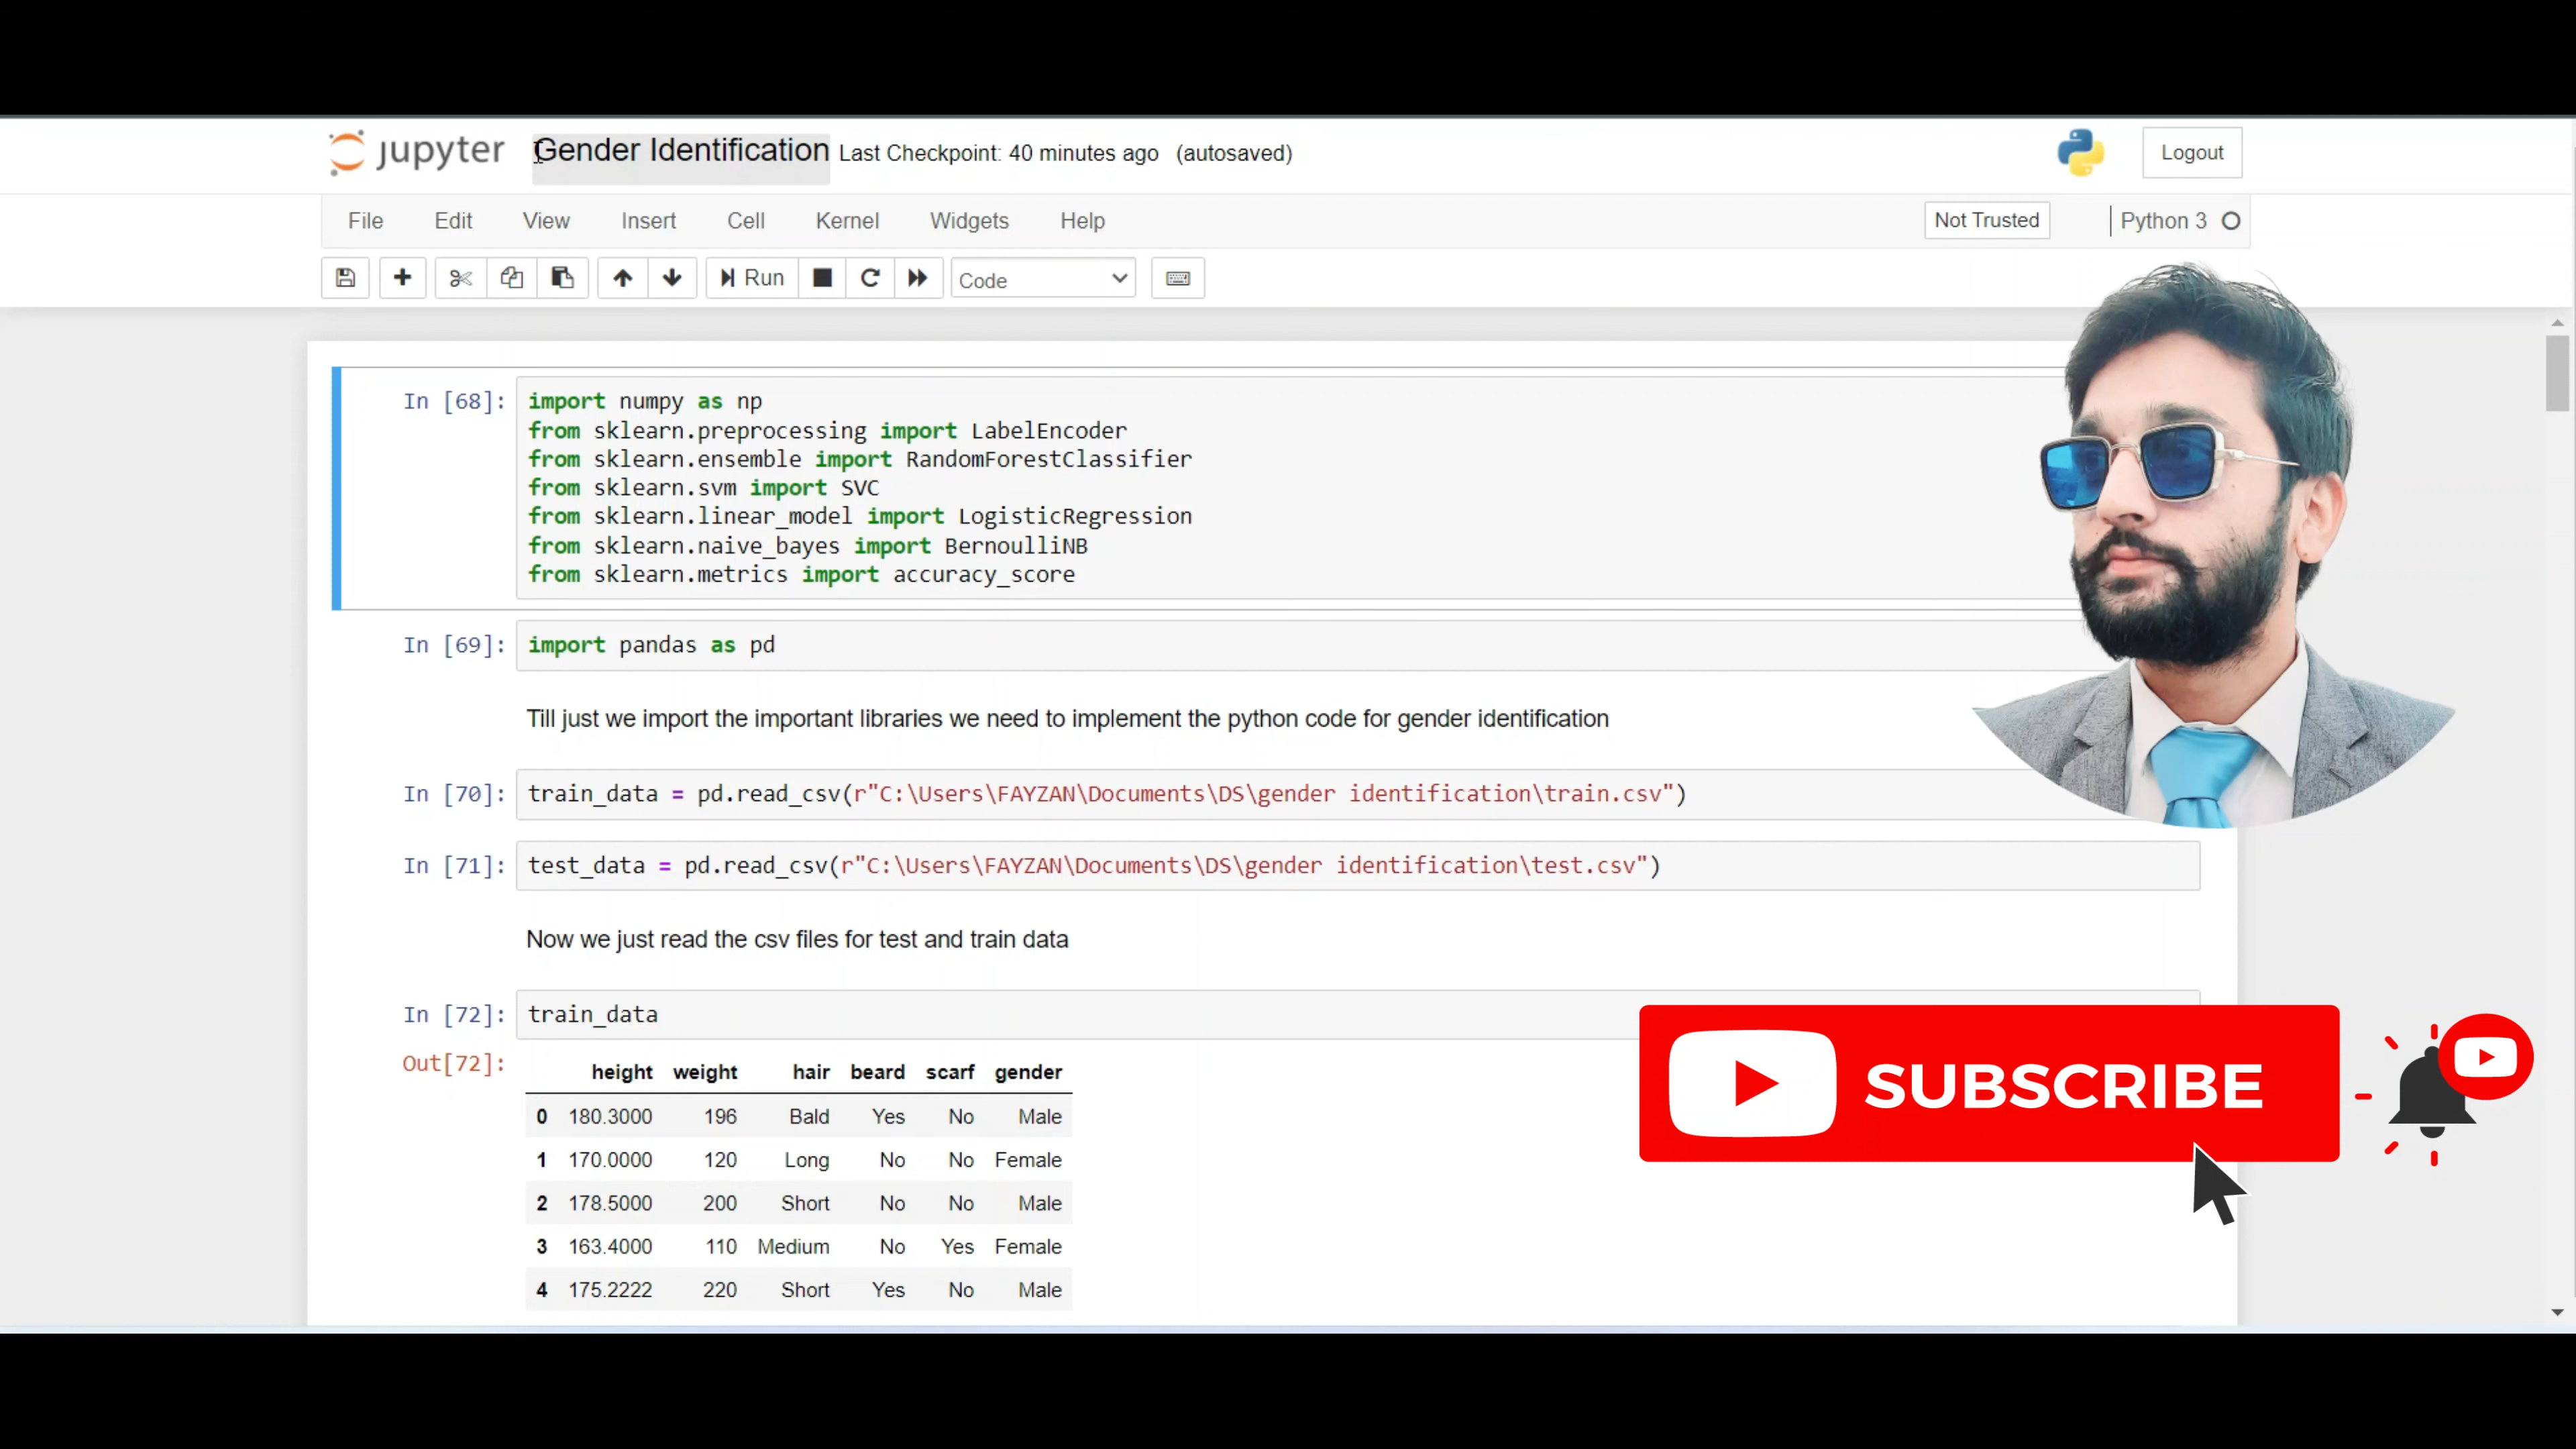 jupyter Gender Identification Last Checkpoint: 40 minutes ago (autosaved)
Logout
File Edit View Insert Cell Kernel Widgets Help
Not Trusted
Python 3
Run
Code
In [68]:
import numpy as np
from sklearn.preprocessing import LabelEncoder
from sklearn.ensemble import RandomForestClassifier
from sklearn.svm import SVC
from sklearn.linear_model import LogisticRegression
from sklearn.naive_bayes import BernoulliNB
from sklearn.metrics import accuracy_score
In [69]: import pandas as pd
Till just we import the important libraries we need to implement the python code for gender identification
In [70]: train_data = pd.read_csv(r"C:\Users\FAYZAN\Documents\DS\gender identification\train.csv")
In [71]: test_data = pd.read_csv(r"C:\Users\FAYZAN\Documents\DS\gender identification\test.csv")
Now we just read the csv files for test and train data
In [72]: train_data
Out[72]:
height weight hair beard scarf gender
0 180.3000 196 Bald Yes No Male
1 170.0000 120 Long No No Female
2 178.5000 200 Short No No Male
3 163.4000 110 Medium No Yes Female
4 175.2222 220 Short Yes No Male
SUBSCRIBE